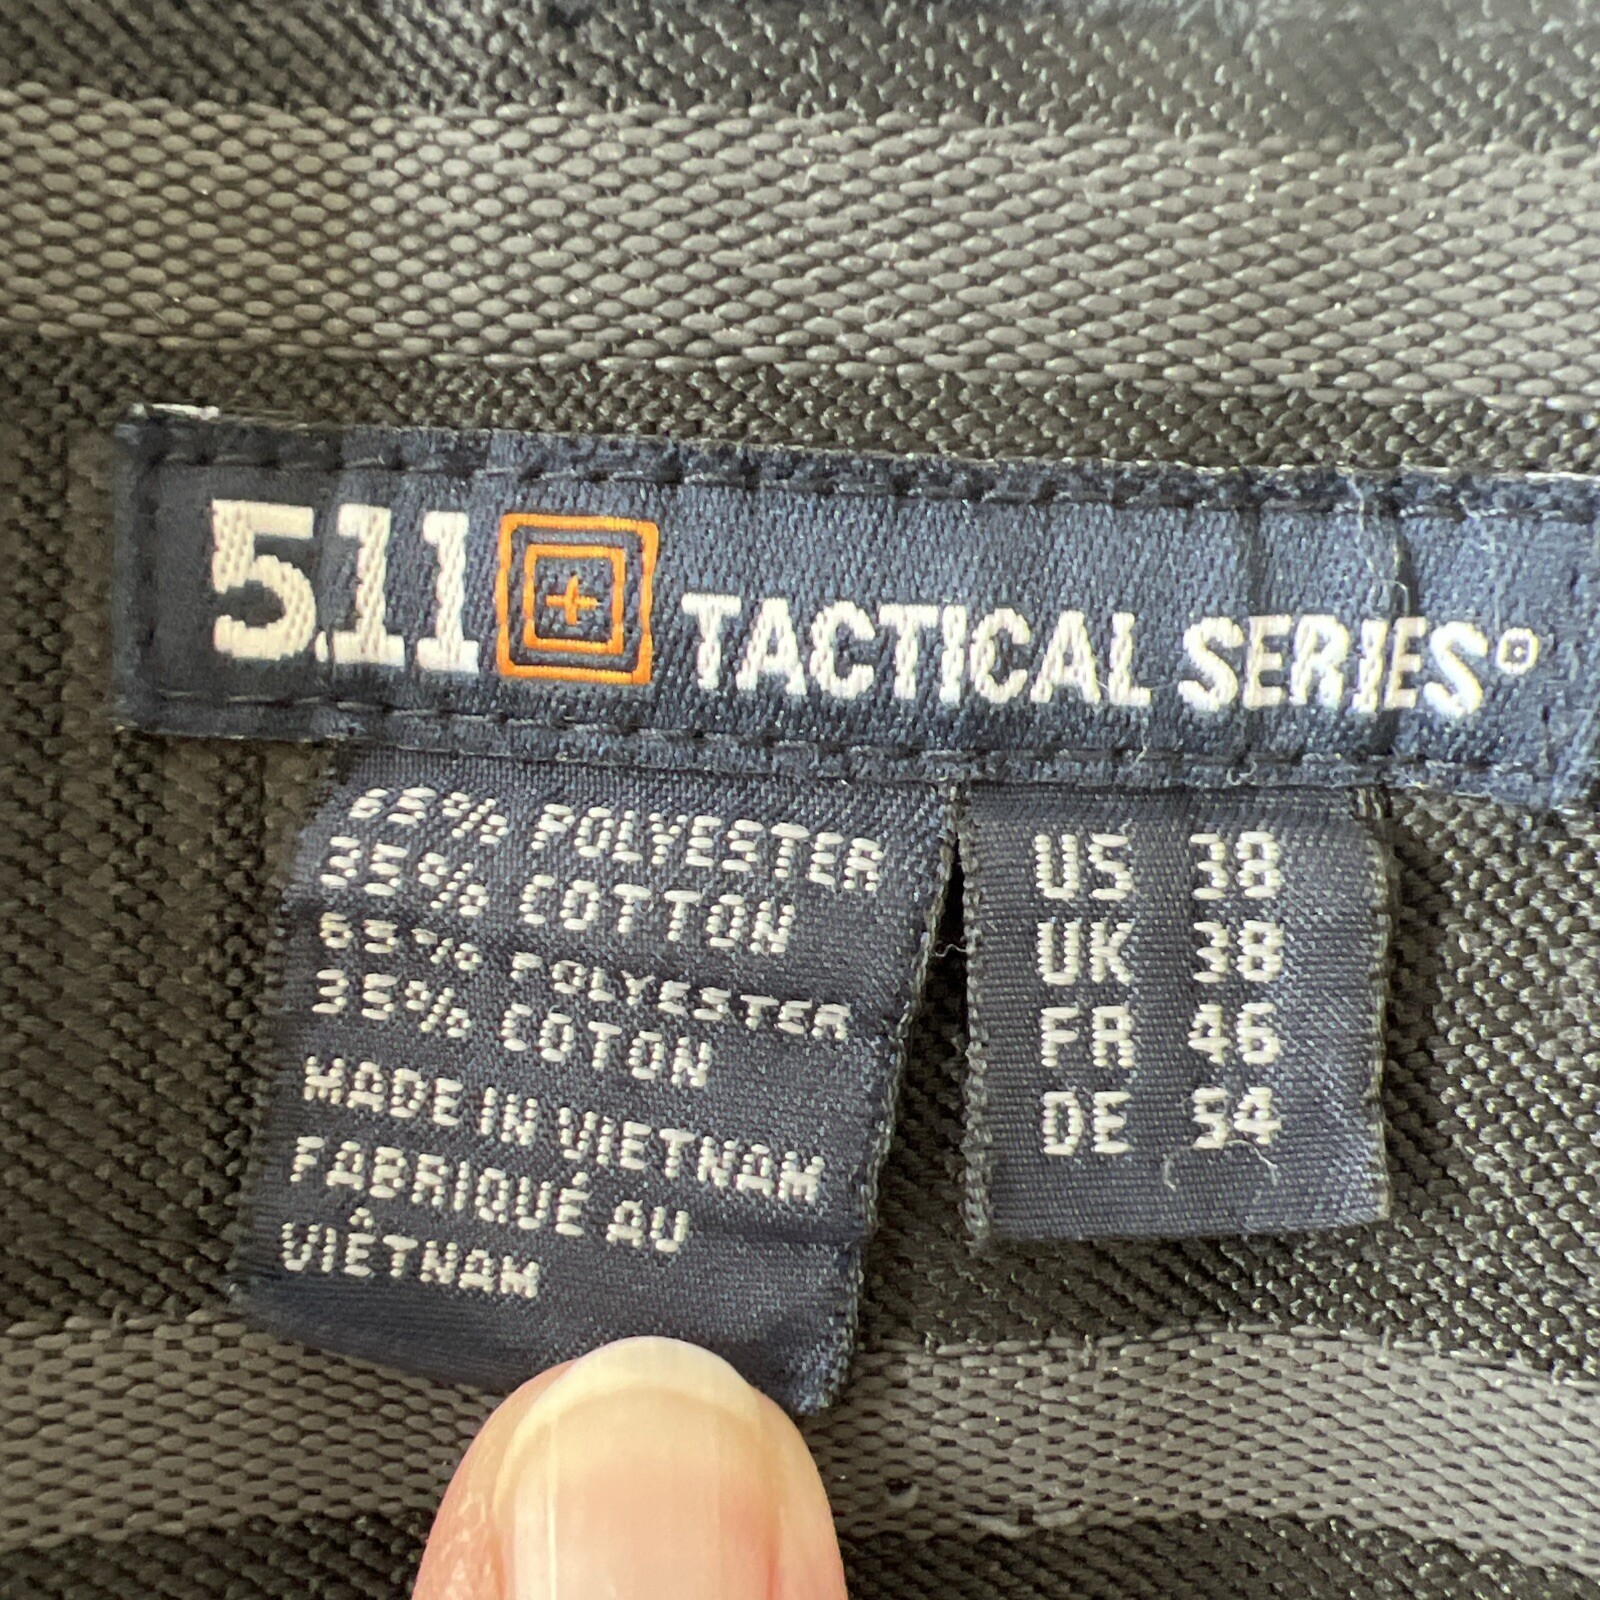 5.11 TACTICAL SERIES
65% POLYESTER
35% COTTON
65% POLYESTER
35% COTON
MADE IN VIETNAM
FABRIQUÉ AU
VIÊTNAM
US 38
UK 38
FR 46
DE 54